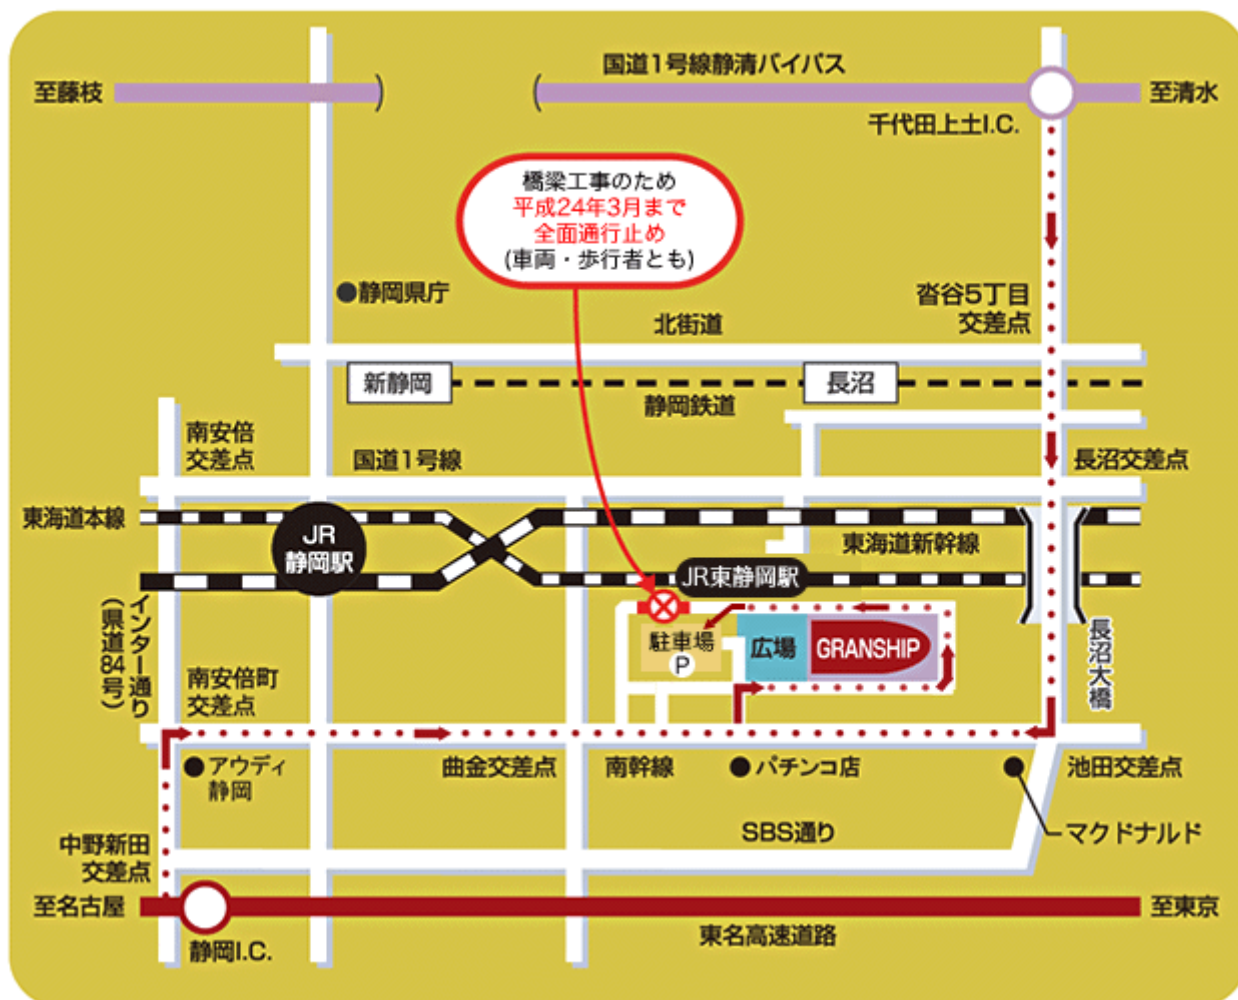 国道1号線静清バイパス
至藤枝
至清水
千代田上土I.C.
橋梁工事のため
平成24年3月まで
全面通行止め
(車両・歩行者とも)
静岡県庁
沓谷5丁目
交差点
北街道
新静岡
長沼
静岡鉄道
南安倍
交差点
国道1号線
長沼交差点
東海道本線
JR
静岡駅
東海道新幹線
JR東静岡駅
インター通り
(県道84号)
駐車場
P
広場
GRANSHIP
長沼大橋
南安倍町
交差点
アウディ
静岡
曲金交差点
南幹線
パチンコ店
池田交差点
SBS通り
マクドナルド
中野新田
交差点
至名古屋
至東京
東名高速道路
静岡I.C.